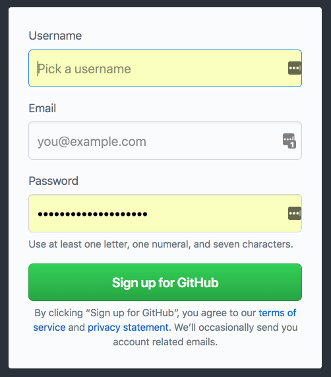 Username
Pick a username
Email
you@example.com
1
Password
••••••••••••••••••••
Use at least one letter, one numeral, and seven characters.
Sign up for GitHub
By clicking “Sign up for GitHub”, you agree to our terms of
service and privacy statement. We’ll occasionally send you
account related emails.